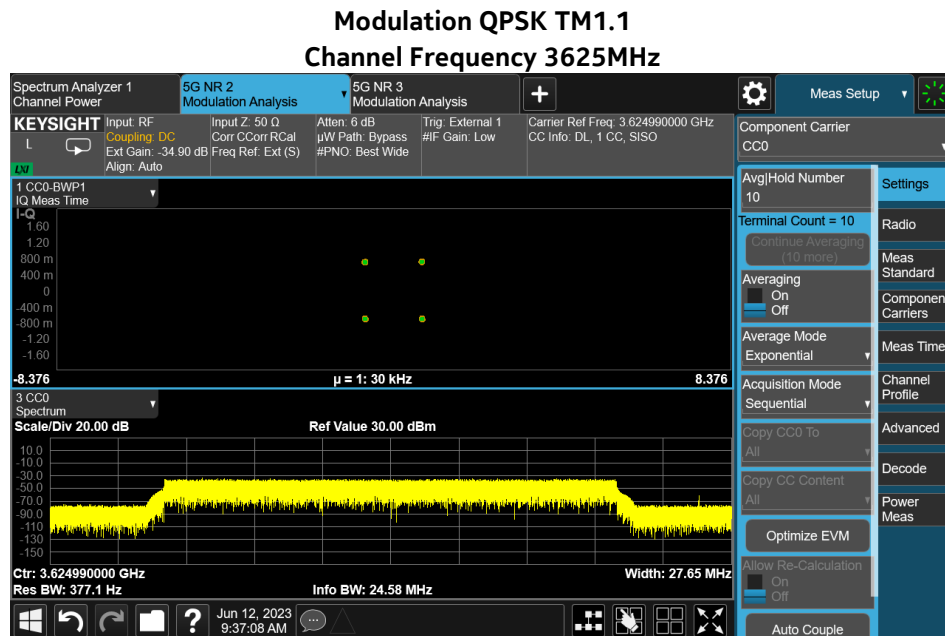 Modulation QPSK TM1.1
Channel Frequency 3625MHz
Spectrum Analyzer 1
Channel Power
5G NR 2
Modulation Analysis
5G NR 3
Modulation Analysis
Meas Setup
KEYSIGHT
L
LXI
Input: RF
Coupling: DC
Ext Gain: -34.90 dB
Align: Auto
Input Z: 50 Ω
Corr CCorr RCal
Freq Ref: Ext (S)
Atten: 6 dB
µW Path: Bypass
#PNO: Best Wide
Trig: External 1
#IF Gain: Low
Carrier Ref Freq: 3.624990000 GHz
CC Info: DL, 1 CC, SISO
1 CC0-BWP1
IQ Meas Time
I-Q
1.60
1.20
800 m
400 m
0
-400 m
-800 m
-1.20
-1.60
-8.376
µ = 1: 30 kHz
8.376
3 CC0
Spectrum
Scale/Div 20.00 dB
Ref Value 30.00 dBm
10.0
-10.0
-30.0
-50.0
-70.0
-90.0
-110
-130
-150
Ctr: 3.624990000 GHz
Width: 27.65 MHz
Res BW: 377.1 Hz
Info BW: 24.58 MHz
Jun 12, 2023
9:37:08 AM
Component Carrier
CC0
Avg|Hold Number
10
Terminal Count = 10
Continue Averaging
(10 more)
Averaging
On
Off
Average Mode
Exponential
Acquisition Mode
Sequential
Copy CC0 To
All
Copy CC Content
All
Optimize EVM
Allow Re-Calculation
On
Off
Auto Couple
Settings
Radio
Meas
Standard
Componen
Carriers
Meas Time
Channel
Profile
Advanced
Decode
Power
Meas